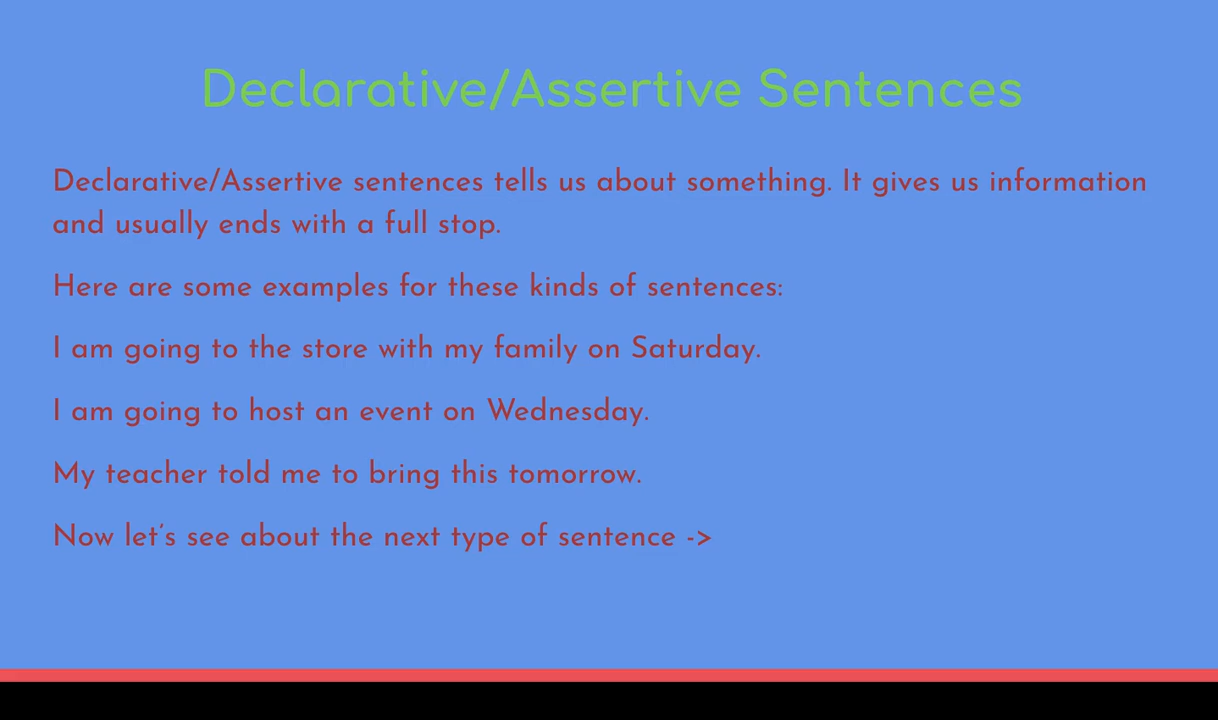 Declarative/Assertive Sentences
Declarative/Assertive sentences tells us about something. It gives us information
and usually ends with a full stop.
Here are some examples for these kinds of sentences:
I am going to the store with my family on Saturday.
I am going to host an event on Wednesday.
My teacher told me to bring this tomorrow.
Now let’s see about the next type of sentence ->